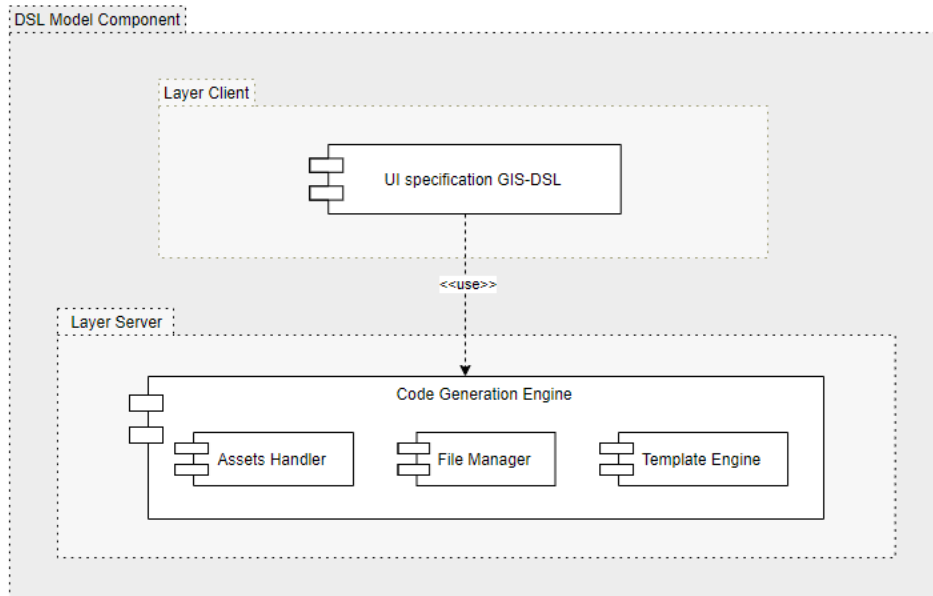 DSL Model Component
Layer Client
UI specification GIS-DSL
<<use>>
Layer Server
Code Generation Engine
Assets Handler
File Manager
Template Engine